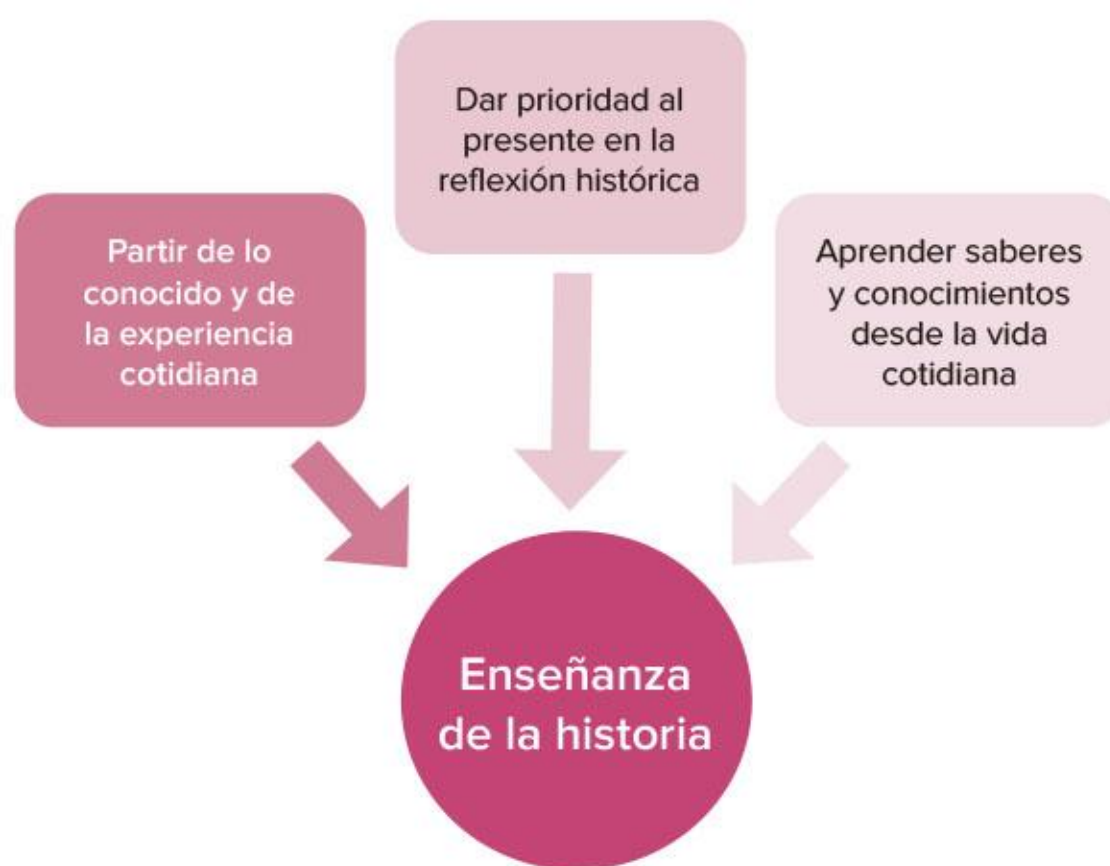 Partir de lo
conocido y de
la experiencia
cotidiana
Dar prioridad al
presente en la
reflexión histórica
Aprender saberes
y conocimientos
desde la vida
cotidiana
Enseñanza
de la historia